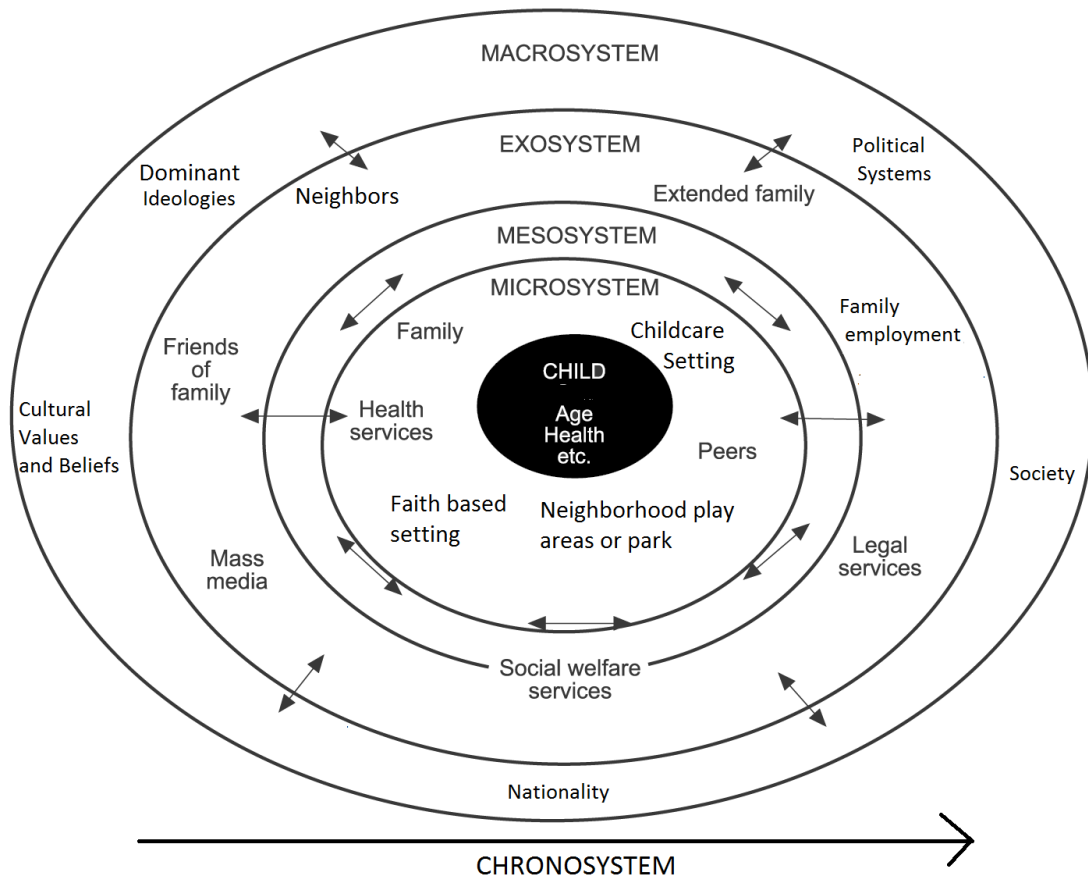 MACROSYSTEM
EXOSYSTEM
Political
Systems
Dominant
Ideologies
Neighbors
Extended family
MESOSYSTEM
MICROSYSTEM
Family
employment
Family
Childcare
Setting
Friends
of
family
CHILD
Age
Health
etc.
Cultural
Values
and Beliefs
Health
services
Peers
Society
Faith based
setting
Neighborhood play
areas or park
Mass
media
Legal
services
Social welfare
services
Nationality
CHRONOSYSTEM